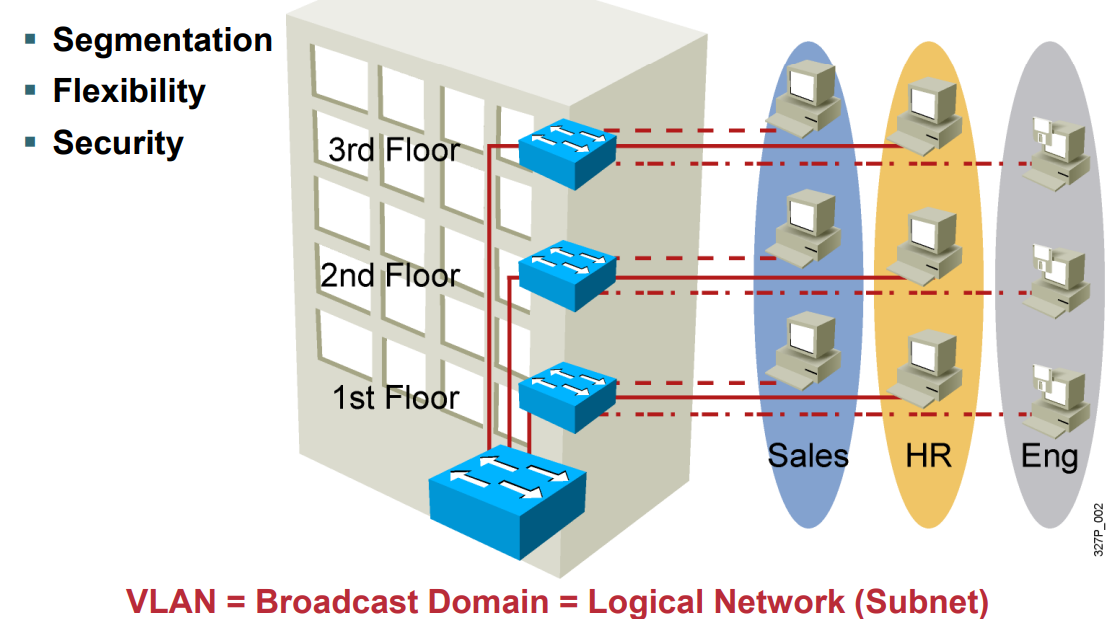 Segmentation
Flexibility
Security
3rd Floor
2nd Floor
1st Floor
Sales
HR
Eng
327P_002
VLAN = Broadcast Domain = Logical Network (Subnet)